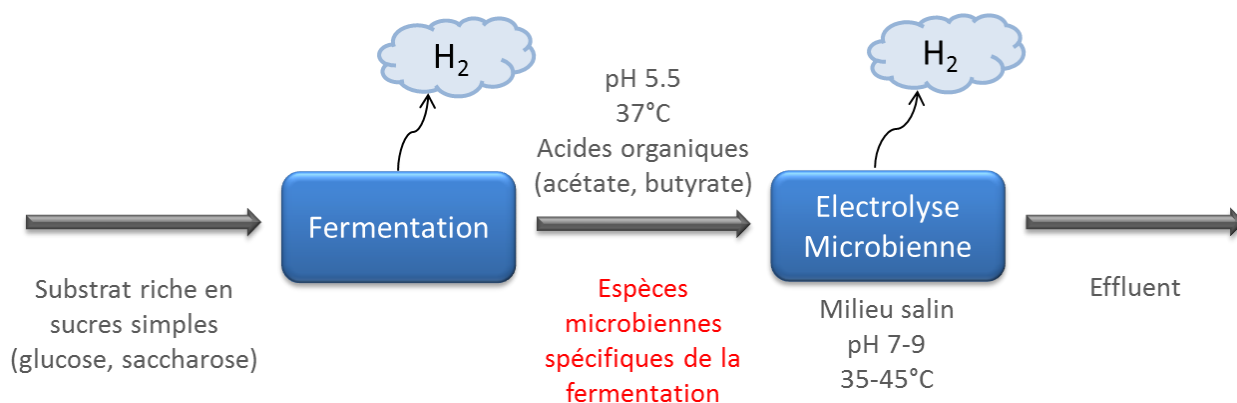 H2
Fermentation
Substrat riche en
sucres simples
(glucose, saccharose)
pH 5.5
37°C
Acides organiques
(acétate, butyrate)
Espèces
microbiennes
spécifiques de la
fermentation
H2
Electrolyse
Microbienne
Milieu salin
pH 7-9
35-45°C
Effluent